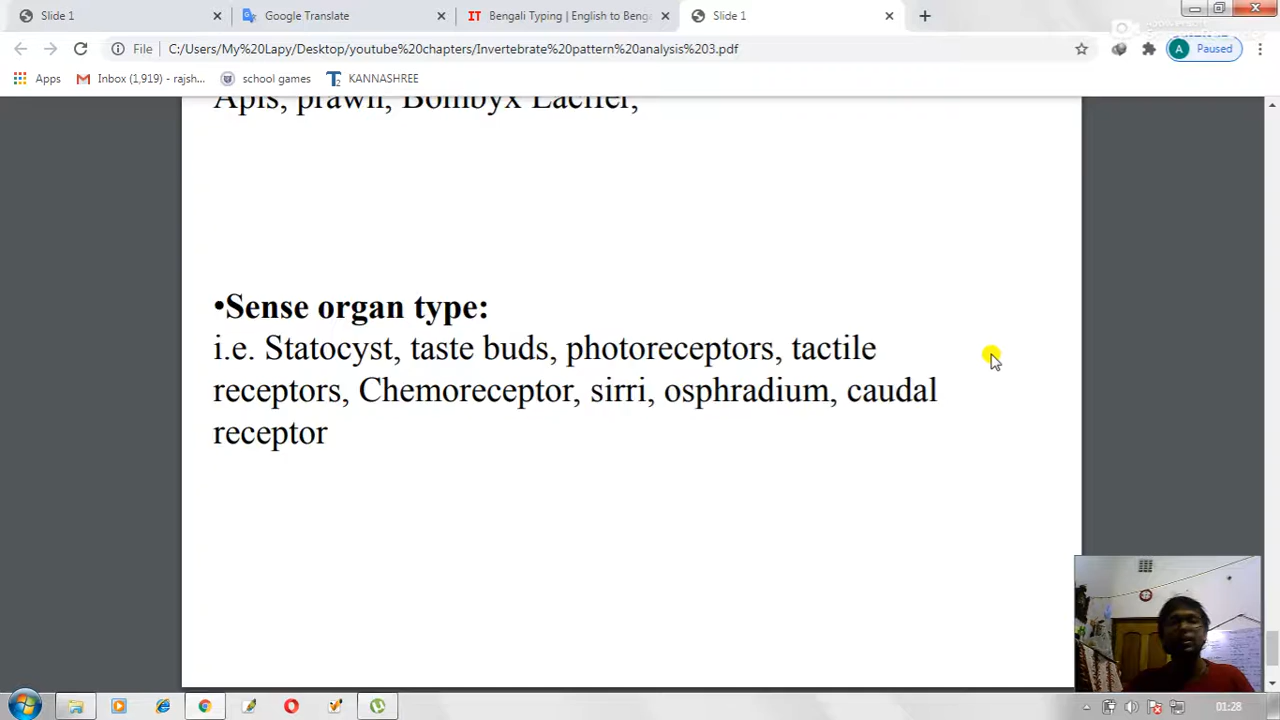 Slide 1
Google Translate
Bengali Typing | English to Beng
Slide 1
File
C:/Users/My%20Lapy/Desktop/youtube%20chapters/Invertebrate%20pattern%20analysis%203.pdf
A Paused
Apps
Inbox (1,919) - rajsh...
school games
KANNASHREE
Apis, prawn, Bombyx Lacifer,
•Sense organ type:
i.e. Statocyst, taste buds, photoreceptors, tactile
receptors, Chemoreceptor, sirri, osphradium, caudal
receptor
01:28